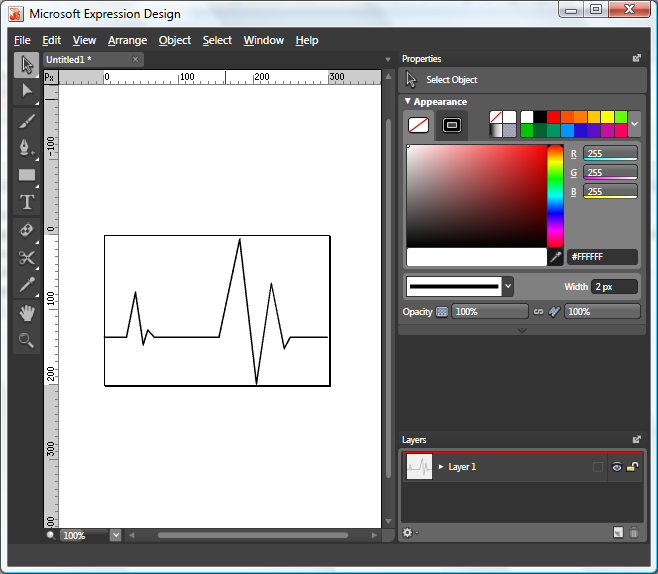 Microsoft Expression Design
File Edit View Arrange Object Select Window Help
Untitled1 *
Px 0 100 200 300
-100
0
100
200
300
100%
Properties
Select Object
Appearance
R 255
G 255
B 255
#FFFFFF
Width 2 px
Opacity 100% 100%
Layers
Layer 1